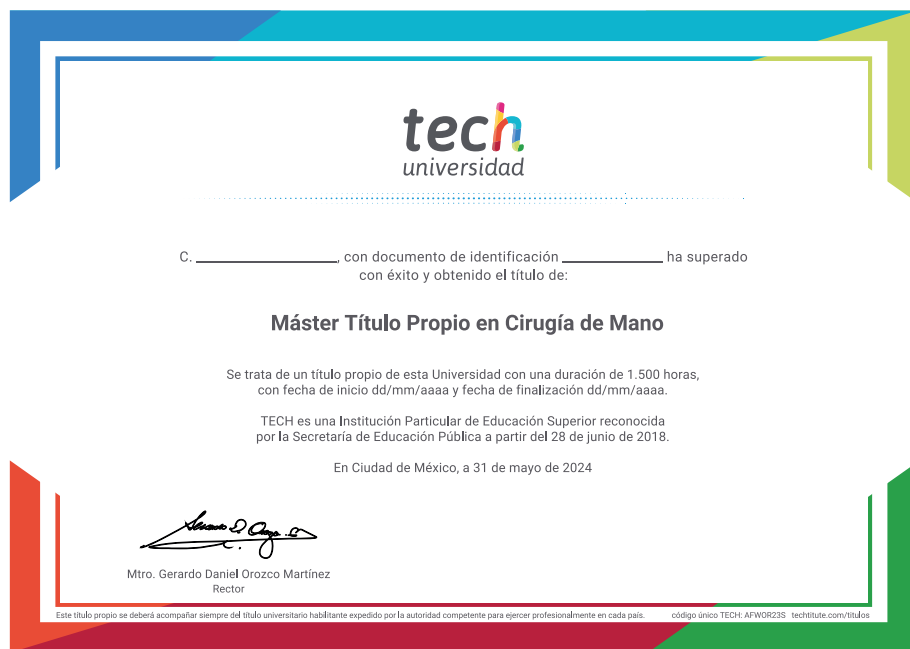 tech
universidad
C. ____________________, con documento de identificación ______________ ha superado
con éxito y obtenido el título de:
Máster Título Propio en Cirugía de Mano
Se trata de un título propio de esta Universidad con una duración de 1.500 horas,
con fecha de inicio dd/mm/aaaa y fecha de finalización dd/mm/aaaa.
TECH es una Institución Particular de Educación Superior reconocida
por la Secretaría de Educación Pública a partir del 28 de junio de 2018.
En Ciudad de México, a 31 de mayo de 2024
Mtro. Gerardo Daniel Orozco Martínez
Rector
Este título propio se deberá acompañar siempre del título universitario habilitante expedido por la autoridad competente para ejercer profesionalmente en cada país. código único TECH: AFWOR23S techtitute.com/titulos